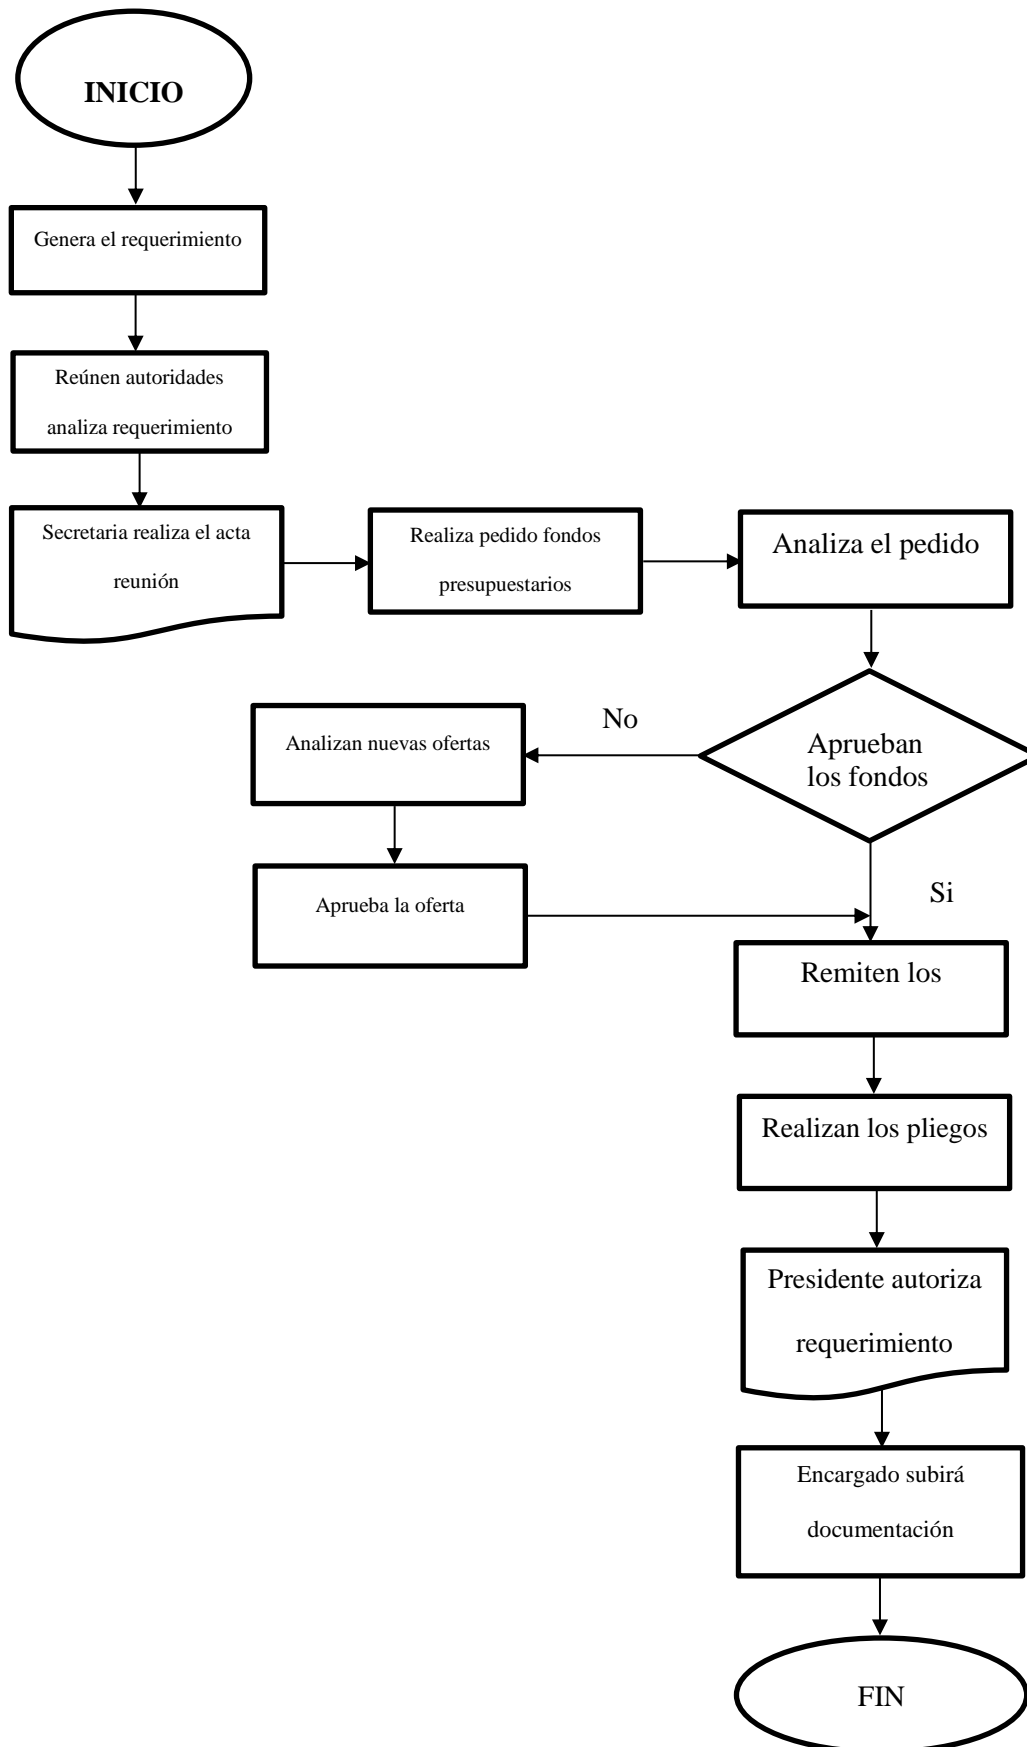 INICIO
Genera el requerimiento
Reúnen autoridades
analiza requerimiento
Secretaria realiza el acta
reunión
Realiza pedido fondos
presupuestarios
Analiza el pedido
Aprueban
los fondos
No
Analizan nuevas ofertas
Aprueba la oferta
Si
Remiten los
Realizan los pliegos
Presidente autoriza
requerimiento
Encargado subirá
documentación
FIN